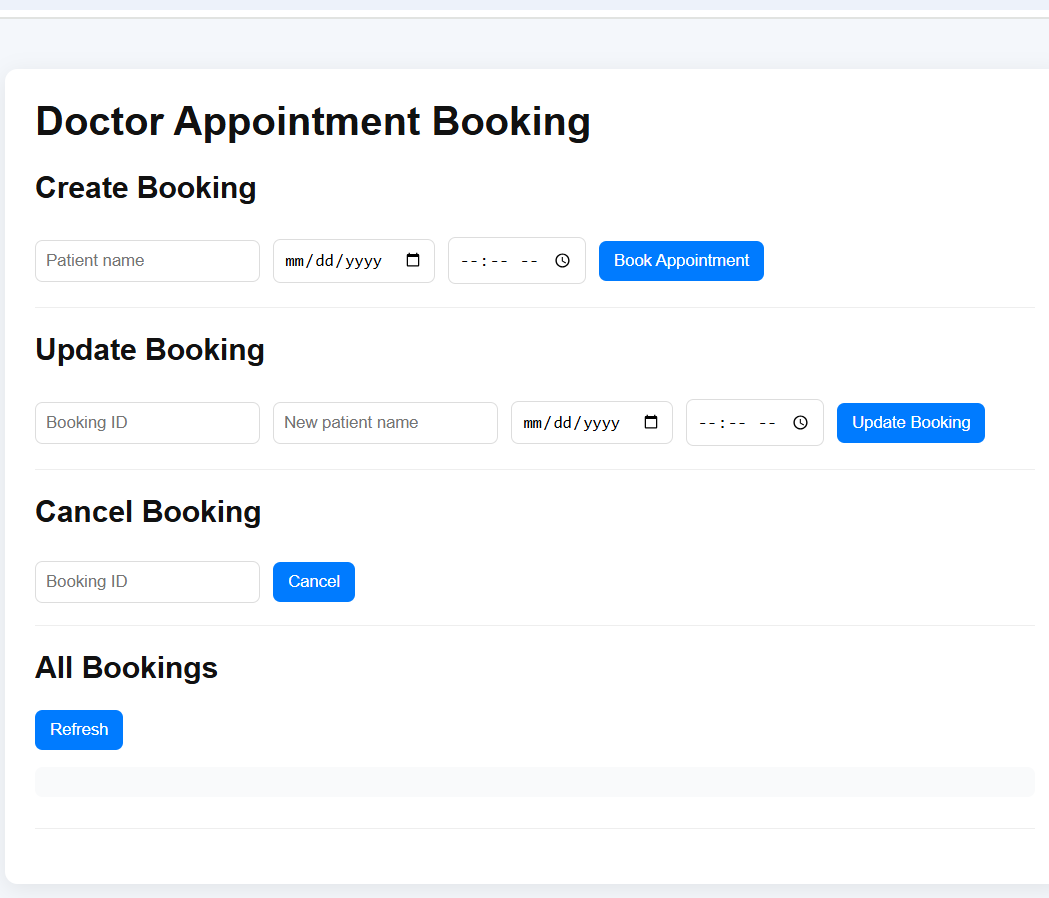 Doctor Appointment Booking
Create Booking
Patient name mm/dd/yyyy --:-- -- Book Appointment
Update Booking
Booking ID New patient name mm/dd/yyyy --:-- -- Update Booking
Cancel Booking
Booking ID Cancel
All Bookings
Refresh